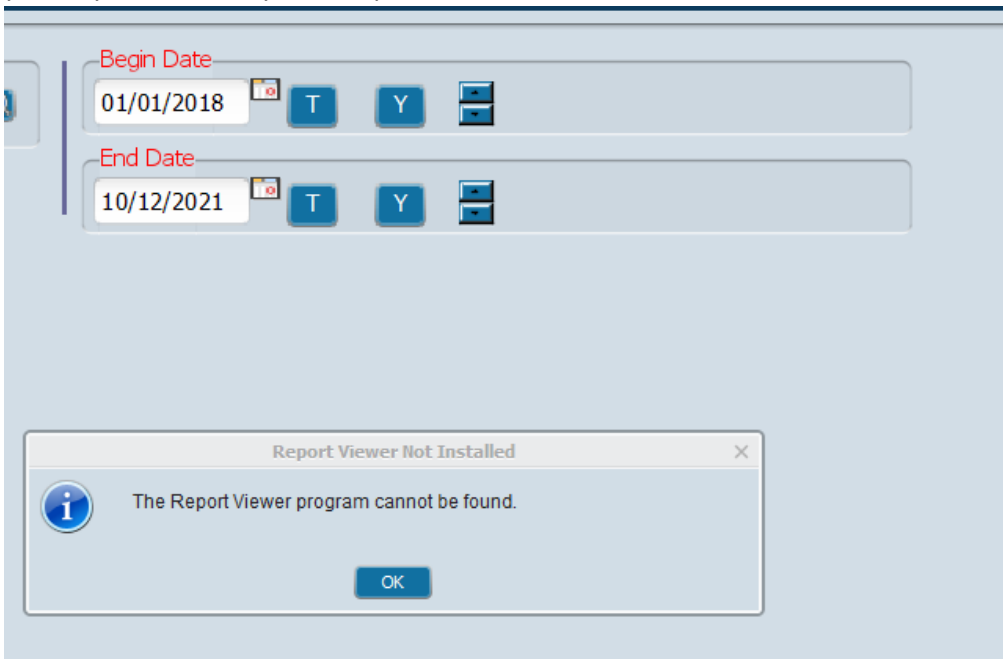 Begin Date
01/01/2018 T Y
End Date
10/12/2021 T Y
Report Viewer Not Installed
The Report Viewer program cannot be found.
OK